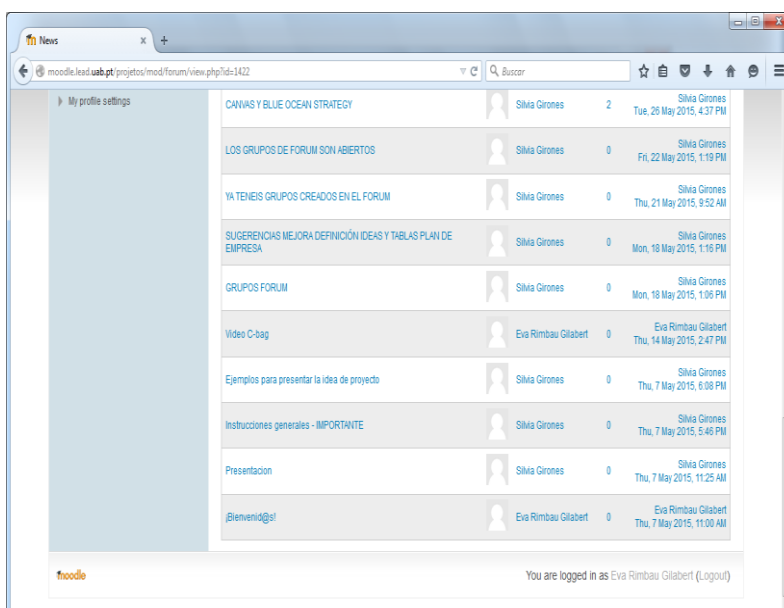 News
moodle.lead.uab.pt/projetos/mod/forum/view.php?id=1422
Buscar
My profile settings
CANVAS Y BLUE OCEAN STRATEGY Silvia Girones 2 Silvia Girones
Tue, 26 May 2015, 4:37 PM
LOS GRUPOS DE FORUM SON ABIERTOS Silvia Girones 0 Silvia Girones
Fri, 22 May 2015, 1:19 PM
YA TENEIS GRUPOS CREADOS EN EL FORUM Silvia Girones 0 Silvia Girones
Thu, 21 May 2015, 9:52 AM
SUGERENCIAS MEJORA DEFINICIÓN IDEAS Y TABLAS PLAN DE
EMPRESA Silvia Girones 0 Silvia Girones
Mon, 18 May 2015, 1:16 PM
GRUPOS FORUM Silvia Girones 0 Silvia Girones
Mon, 18 May 2015, 1:06 PM
Video C-bag Eva Rimbau Gilabert 0 Eva Rimbau Gilabert
Thu, 14 May 2015, 2:47 PM
Ejemplos para presentar la idea de proyecto Silvia Girones 0 Silvia Girones
Thu, 7 May 2015, 6:08 PM
Instrucciones generales - IMPORTANTE Silvia Girones 0 Silvia Girones
Thu, 7 May 2015, 5:46 PM
Presentacion Silvia Girones 0 Silvia Girones
Thu, 7 May 2015, 11:25 AM
¡Bienvenid@s! Eva Rimbau Gilabert 0 Eva Rimbau Gilabert
Thu, 7 May 2015, 11:00 AM
moodle You are logged in as Eva Rimbau Gilabert (Logout)